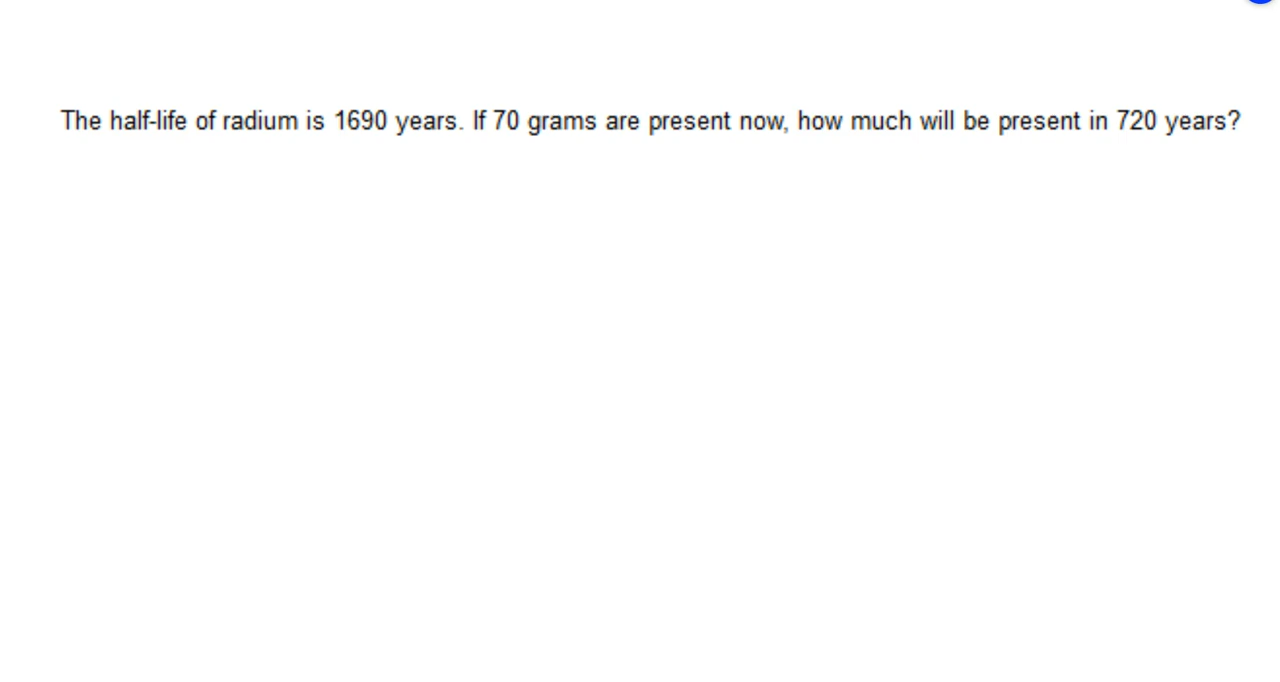 The half-life of radium is 1690 years. If 70 grams are present now, how much will be present in 720 years?